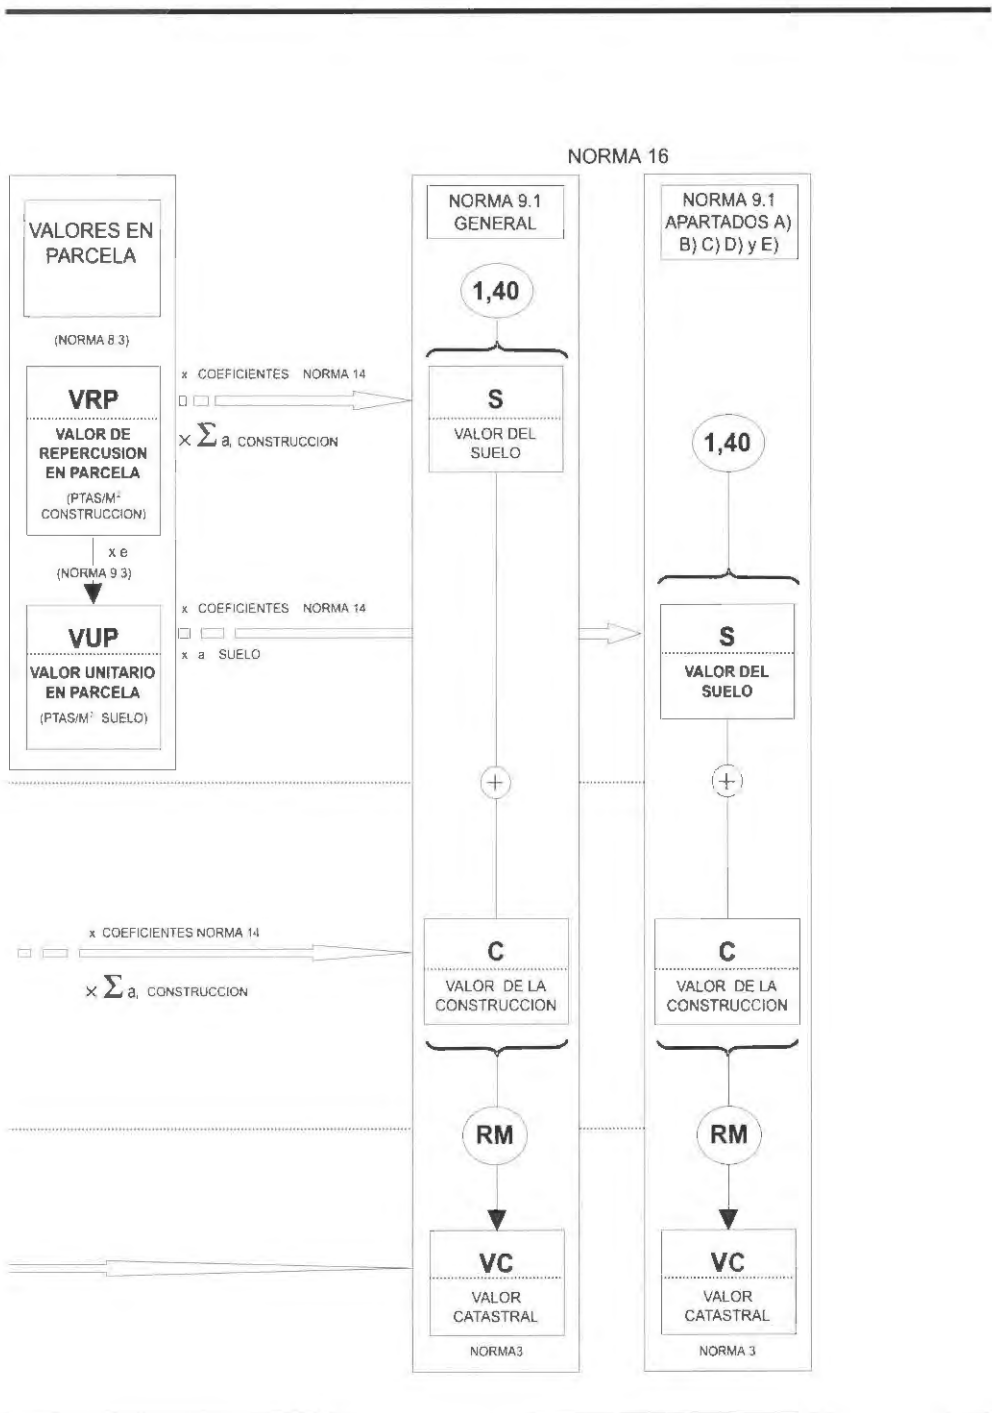 NORMA 16
VALORES EN
PARCELA
(NORMA 8.3)
VRP
VALOR DE
REPERCUSION
EN PARCELA
(PTAS/M²
CONSTRUCCION)
x e
(NORMA 9 3)
VUP
VALOR UNITARIO
EN PARCELA
(PTAS/M² SUELO)
x COEFICIENTES NORMA 14
× Σ a, CONSTRUCCION
x COEFICIENTES NORMA 14
x a SUELO
x COEFICIENTES NORMA 14
× Σ a, CONSTRUCCION
NORMA 9.1
GENERAL
1,40
S
VALOR DEL
SUELO
+
C
VALOR DE LA
CONSTRUCCION
RM
VC
VALOR
CATASTRAL
NORMA3
NORMA 9.1
APARTADOS A)
B) C) D) y E)
1,40
S
VALOR DEL
SUELO
+
C
VALOR DE LA
CONSTRUCCION
RM
VC
VALOR
CATASTRAL
NORMA 3